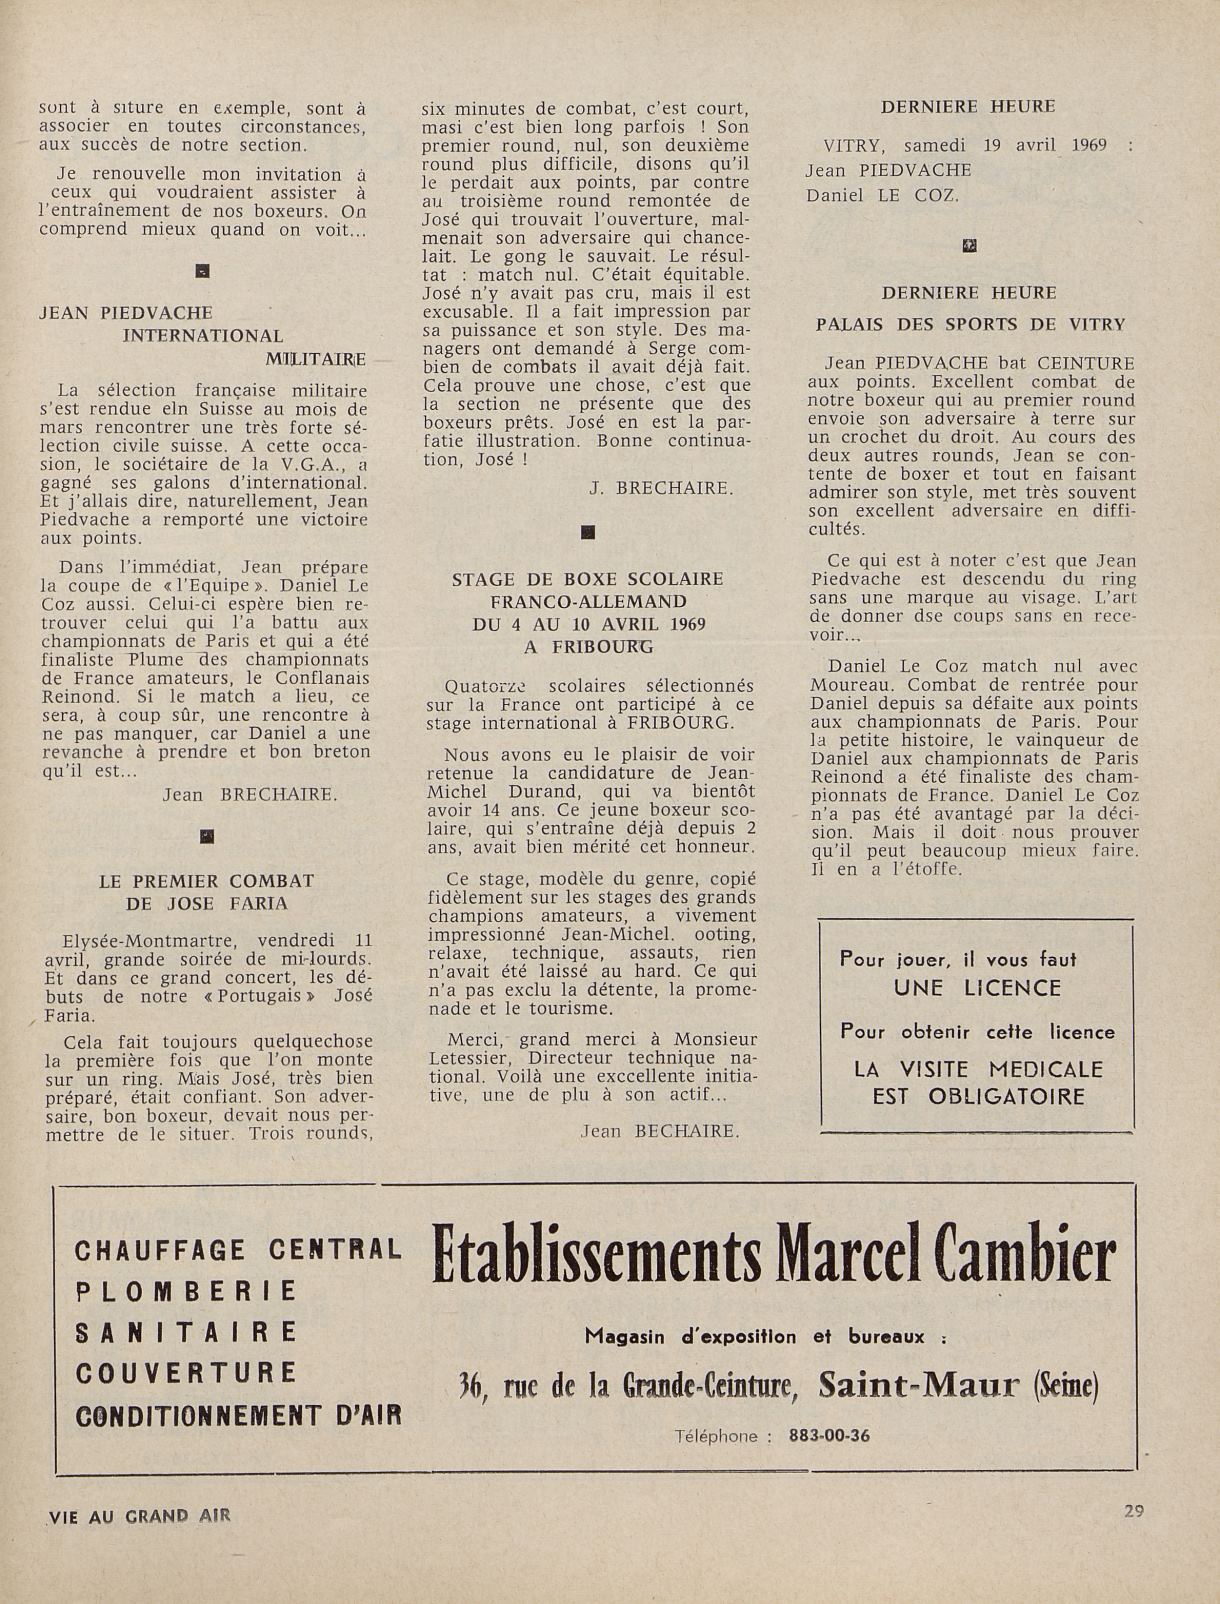 sont à siture en exemple, sont à
associer en toutes circonstances,
aux succès de notre section.
Je renouvelle mon invitation à
ceux qui voudraient assister à
l'entraînement de nos boxeurs. On
comprend mieux quand on voit...
JEAN PIEDVACHE
INTERNATIONAL
MILITAIRE
La sélection française militaire
s'est rendue eln Suisse au mois de
mars rencontrer une très forte sé-
lection civile suisse. A cette occa-
sion, le sociétaire de la V.G.A., a
gagné ses galons d'international.
Et j'allais dire, naturellement, Jean
Piedvache a remporté une victoire
aux points.
Dans l'immédiat, Jean prépare
la coupe de « l'Equipe ». Daniel Le
Coz aussi. Celui-ci espère bien re-
trouver celui qui l'a battu aux
championnats de Paris et qui a été
finaliste Plume des championnats
de France amateurs, le Conflanais
Reinond. Si le match a lieu, ce
sera, à coup sûr, une rencontre à
ne pas manquer, car Daniel a une
revanche à prendre et bon breton
qu'il est...
Jean BRECHAIRE.
LE PREMIER COMBAT
DE JOSE FARIA
Elysée-Montmartre, vendredi 11
avril, grande soirée de mi-lourds.
Et dans ce grand concert, les dé-
buts de notre « Portugais » José
Faria.
Cela fait toujours quelquechose
la première fois que l'on monte
sur un ring. Mais José, très bien
préparé, était confiant. Son adver-
saire, bon boxeur, devait nous per-
mettre de le situer. Trois rounds,
six minutes de combat, c'est court,
masi c'est bien long parfois ! Son
premier round, nul, son deuxième
round plus difficile, disons qu'il
le perdait aux points, par contre
au troisième round remontée de
José qui trouvait l'ouverture, mal-
menait son adversaire qui chance-
lait. Le gong le sauvait. Le résul-
tat : match nul. C'était équitable.
José n'y avait pas cru, mais il est
excusable. Il a fait impression par
sa puissance et son style. Des ma-
nagers ont demandé à Serge com-
bien de combats il avait déjà fait.
Cela prouve une chose, c'est que
la section ne présente que des
boxeurs prêts. José en est la par-
fatie illustration. Bonne continua-
tion, José !
J. BRECHAIRE.
STAGE DE BOXE SCOLAIRE
FRANCO-ALLEMAND
DU 4 AU 10 AVRIL 1969
A FRIBOURG
Quatorze scolaires sélectionnés
sur la France ont participé à ce
stage international à FRIBOURG.
Nous avons eu le plaisir de voir
retenue la candidature de Jean-
Michel Durand, qui va bientôt
avoir 14 ans. Ce jeune boxeur sco-
laire, qui s'entraîne déjà depuis 2
ans, avait bien mérité cet honneur.
Ce stage, modèle du genre, copié
fidèlement sur les stages des grands
champions amateurs, a vivement
impressionné Jean-Michel. ooting,
relaxe, technique, assauts, rien
n'avait été laissé au hard. Ce qui
n'a pas exclu la détente, la prome-
nade et le tourisme.
Merci, grand merci à Monsieur
Letessier, Directeur technique na-
tional. Voilà une exccellente initia-
tive, une de plu à son actif...
Jean BECHAIRE.
DERNIERE HEURE
VITRY, samedi 19 avril 1969 :
Jean PIEDVACHE
Daniel LE COZ.
DERNIERE HEURE
PALAIS DES SPORTS DE VITRY
Jean PIEDVACHE bat CEINTURE
aux points. Excellent combat de
notre boxeur qui au premier round
envoie son adversaire à terre sur
un crochet du droit. Au cours des
deux autres rounds, Jean se con-
tente de boxer et tout en faisant
admirer son style, met très souvent
son excellent adversaire en diffi-
cultés.
Ce qui est à noter c'est que Jean
Piedvache est descendu du ring
sans une marque au visage. L'art
de donner dse coups sans en rece-
voir...
Daniel Le Coz match nul avec
Moureau. Combat de rentrée pour
Daniel depuis sa défaite aux points
aux championnats de Paris. Pour
la petite histoire, le vainqueur de
Daniel aux championnats de Paris
Reinond a été finaliste des cham-
pionnats de France. Daniel Le Coz
n'a pas été avantagé par la déci-
sion. Mais il doit nous prouver
qu'il peut beaucoup mieux faire.
Il en a l'étoffe.
Pour jouer, il vous faut
UNE LICENCE
Pour obtenir cette licence
LA VISITE MEDICALE
EST OBLIGATOIRE
CHAUFFAGE CENTRAL
PLOMBERIE
SANITAIRE
COUVERTURE
CONDITIONNEMENT D'AIR
Etablissements Marcel Cambier
Magasin d'exposition et bureaux :
36, rue de la Grande-Ceinture, Saint-Maur (Seine)
Téléphone : 883-00-36
VIE AU GRAND AIR
29